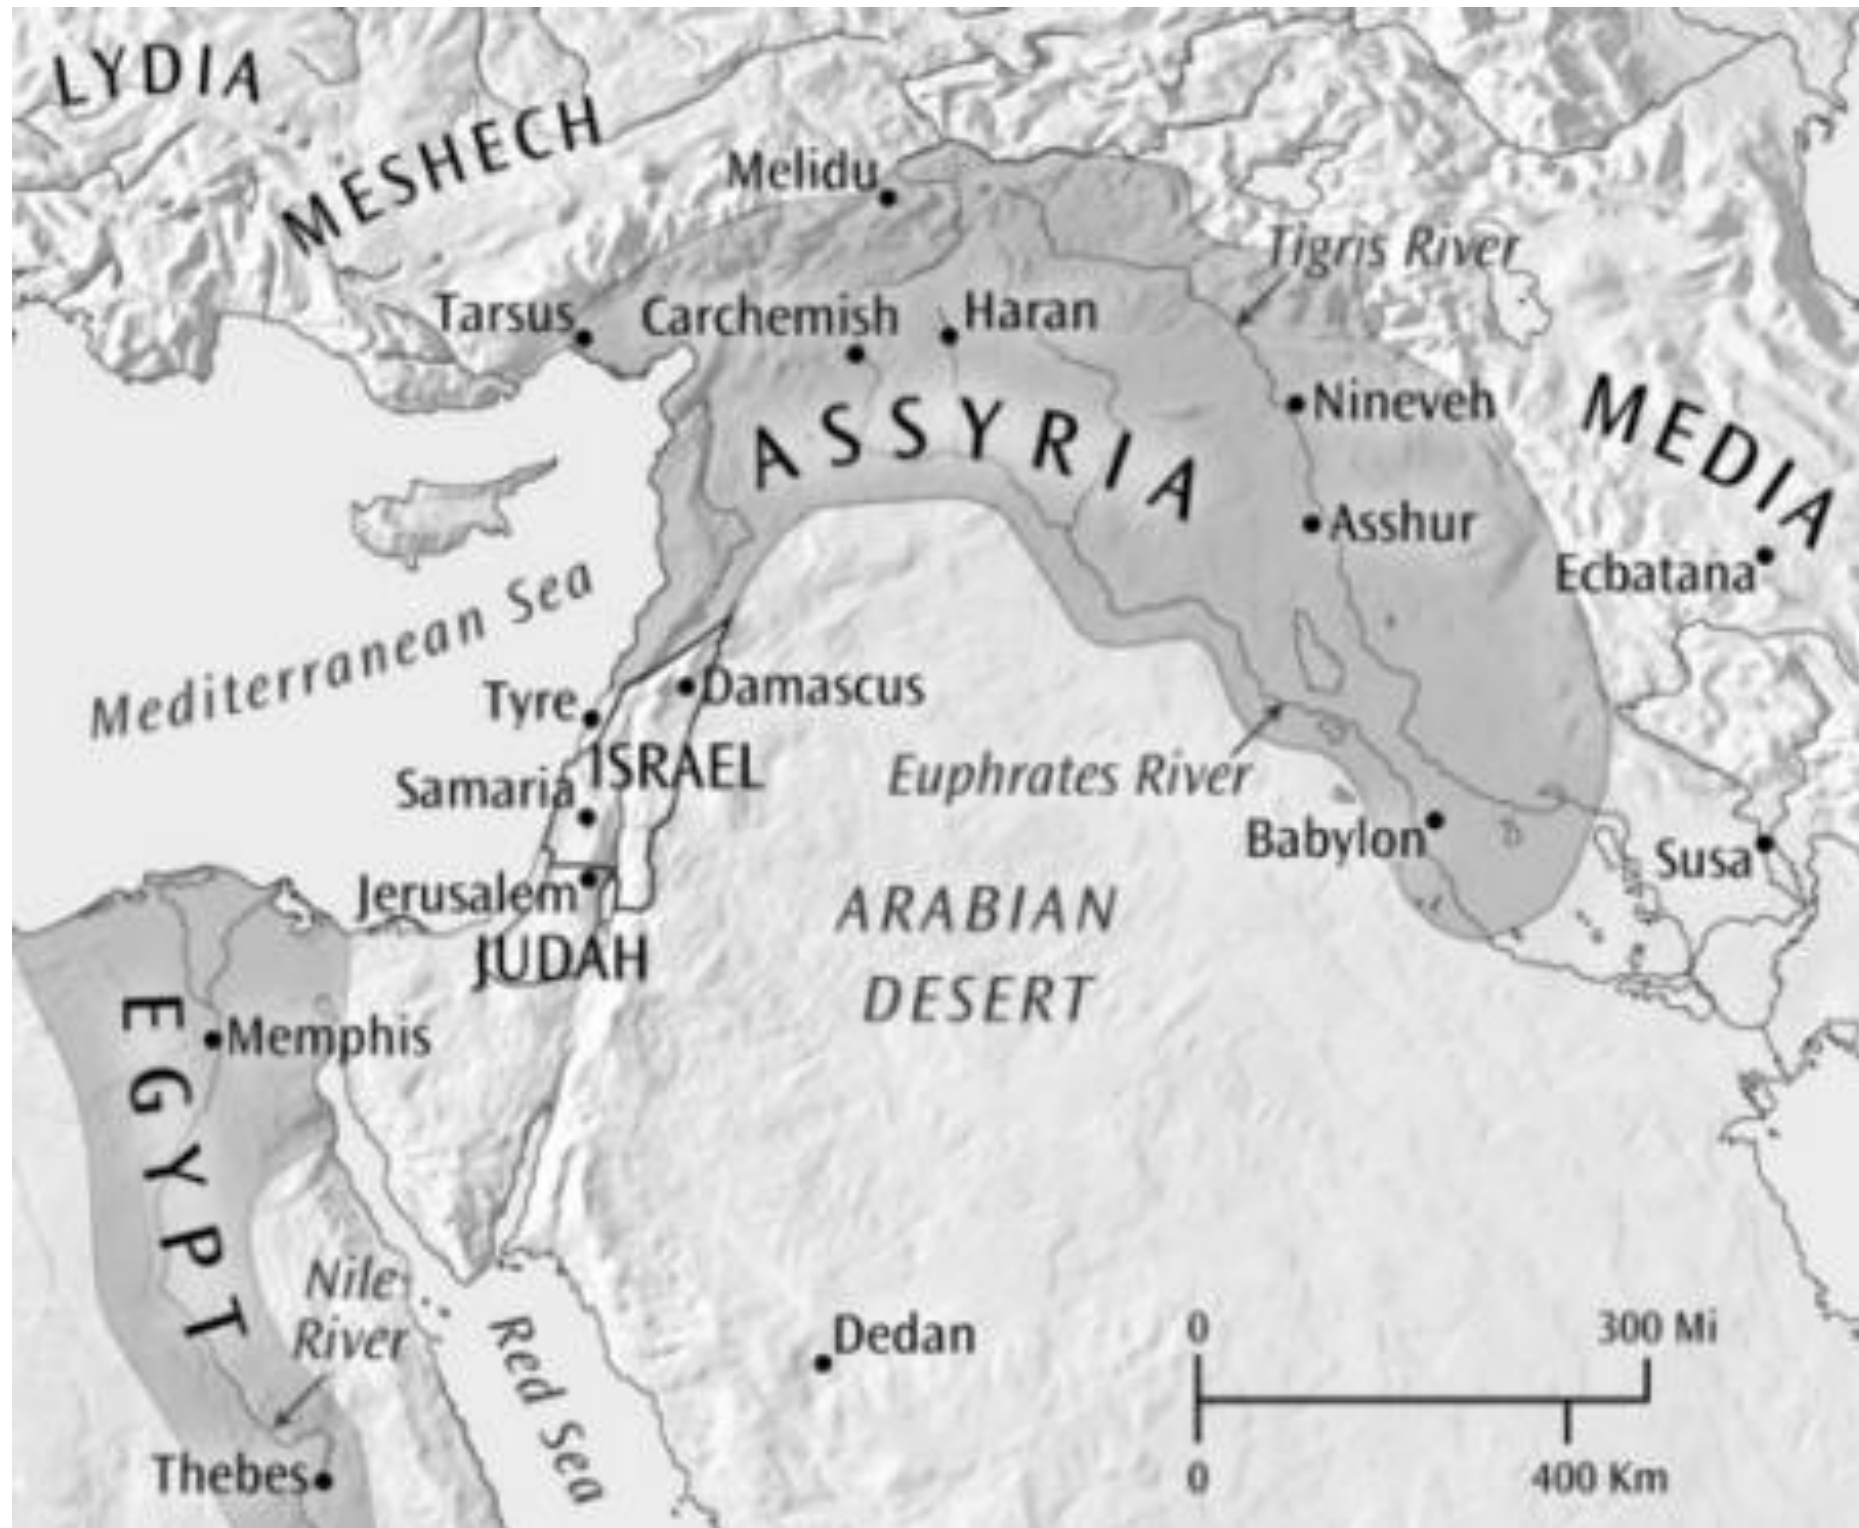 LYDIA
MESHECH
Melidu
Tigris River
Tarsus
Carchemish
Haran
Nineveh
ASSYRIA
MEDIA
Asshur
Ecbatana
Mediterranean Sea
Tyre
Damascus
ISRAEL
Samaria
Euphrates River
Babylon
Susa
Jerusalem
JUDAH
ARABIAN
DESERT
EGYPT
Memphis
Nile
River
Red Sea
Dedan
Thebes
0
300 Mi
0
400 Km